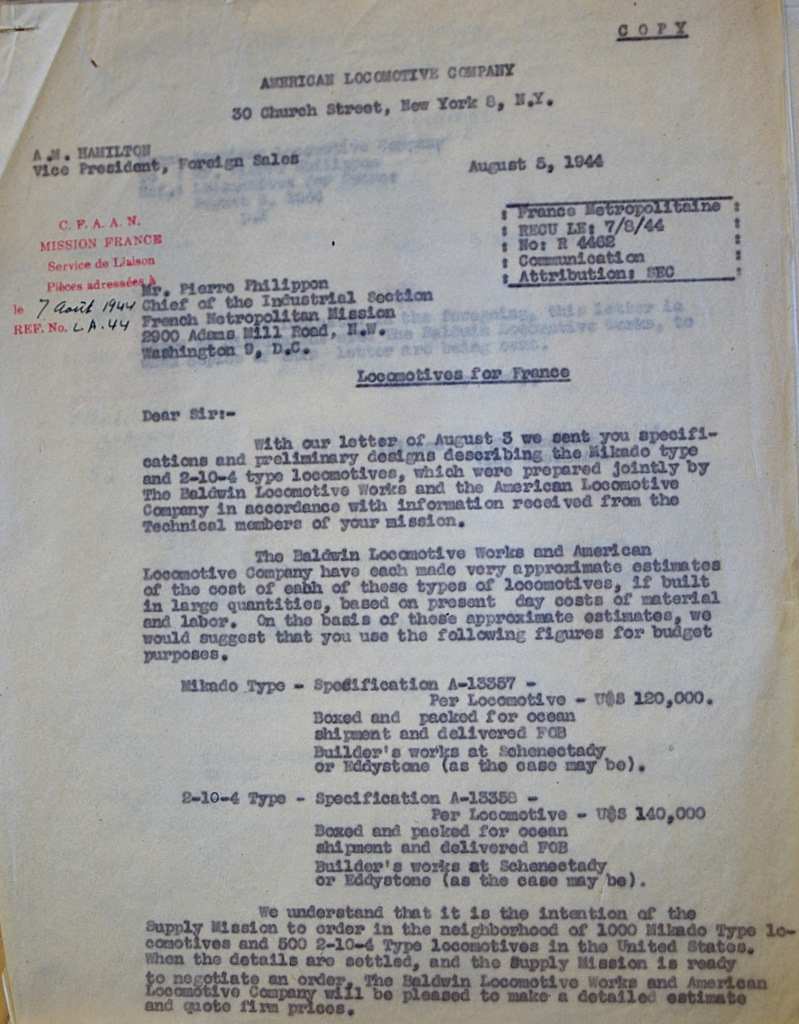 COPY
AMERICAN LOCOMOTIVE COMPANY
30 Church Street, New York 8, N.Y.
A.N. HAMILTON
Vice President, Foreign Sales
August 5, 1944
France Metropolitaine
RECU LE: 7/8/44
No: R 4462
Communication
Attribution: SEC
C. F. A. A. N.
MISSION FRANCE
Service de Liaison
Pièces adressées à
le 7 août 1944
REF. No. LA.44
Mr. Pierre Philippon
Chief of the Industrial Section
French Metropolitan Mission
2900 Adams Mill Road, N.W.
Washington 9, D.C.
Locomotives for France
Dear Sir:-
With our letter of August 3 we sent you specifi-
cations and preliminary designs describing the Mikado type
and 2-10-4 type locomotives, which were prepared jointly by
The Baldwin Locomotive Works and the American Locomotive
Company in accordance with information received from the
Technical members of your mission.
The Baldwin Locomotive Works and American
Locomotive Company have each made very approximate estimates
of the cost of eahh of these types of locomotives, if built
in large quantities, based on present day costs of material
and labor. On the basis of these approximate estimates, we
would suggest that you use the following figures for budget
purposes.
Mikado Type - Specification A-13357 -
Per Locomotive - U$S 120,000.
Boxed and packed for ocean
shipment and delivered FOB
Builder's works at Schenectady
or Eddystone (as the case may be).
2-10-4 Type - Specification A-13358 -
Per Locomotive - U$S 140,000
Boxed and packed for ocean
shipment and delivered FOB
Builder's works at Schenectady
or Eddystone (as the case may be).
We understand that it is the intention of the
Supply Mission to order in the neighborhood of 1000 Mikado Type lo-
comotives and 500 2-10-4 Type locomotives in the United States.
When the details are settled, and the Supply Mission is ready
to negotiate an order, The Baldwin Locomotive Works and American
Locomotive Company will be pleased to make a detailed estimate
and quote firm prices.